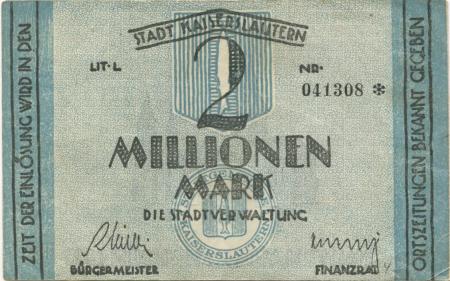 STADT KAISERSLAUTERN
LIT. L
NR.
041308 *
2
MILLIONEN
MARK
DIE STADTVERWALTUNG
BÜRGERMEISTER
FINANZRAT
ZEIT DER EINLÖSUNG WIRD IN DEN
ORTSZEITUNGEN BEKANNT GEGEBEN
KAISERSLAUTERN